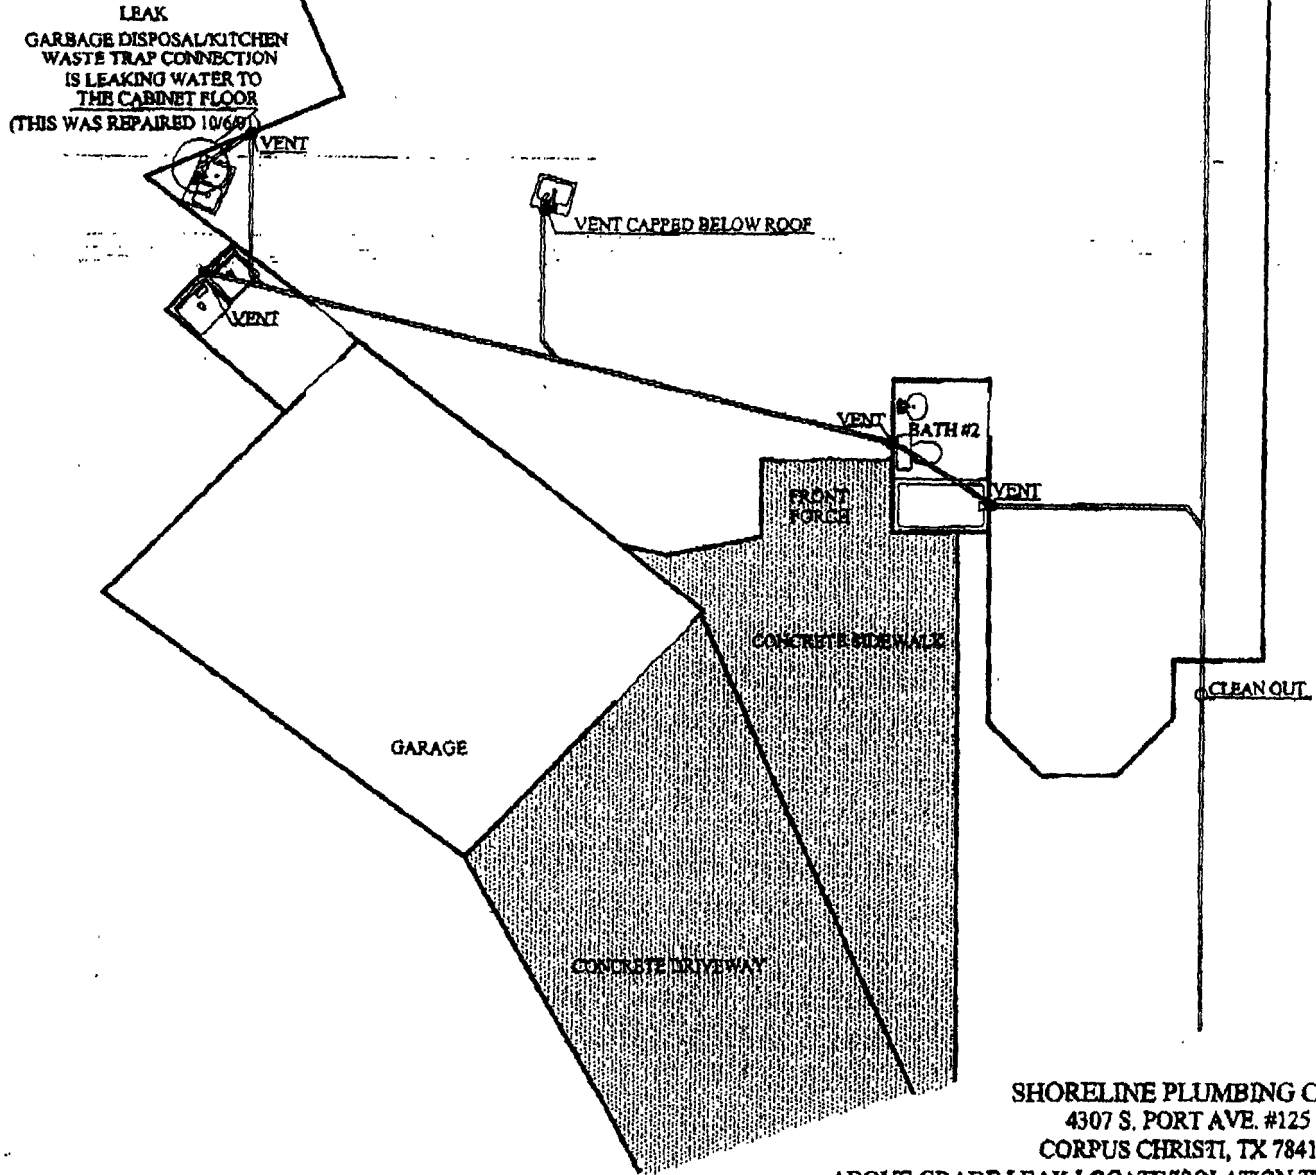 LEAK
GARBAGE DISPOSAL/KITCHEN
WASTE TRAP CONNECTION
IS LEAKING WATER TO
THE CABINET FLOOR
(THIS WAS REPAIRED 10/6/01)
VENT
VENT CAPPED BELOW ROOF
VENT
VENT
BATH #2
FRONT
PORCH
VENT
CONCRETE SIDEWALK
CLEAN OUT
GARAGE
CONCRETE DRIVEWAY
SHORELINE PLUMBING C
4307 S. PORT AVE. #125
CORPUS CHRISTI, TX 7841